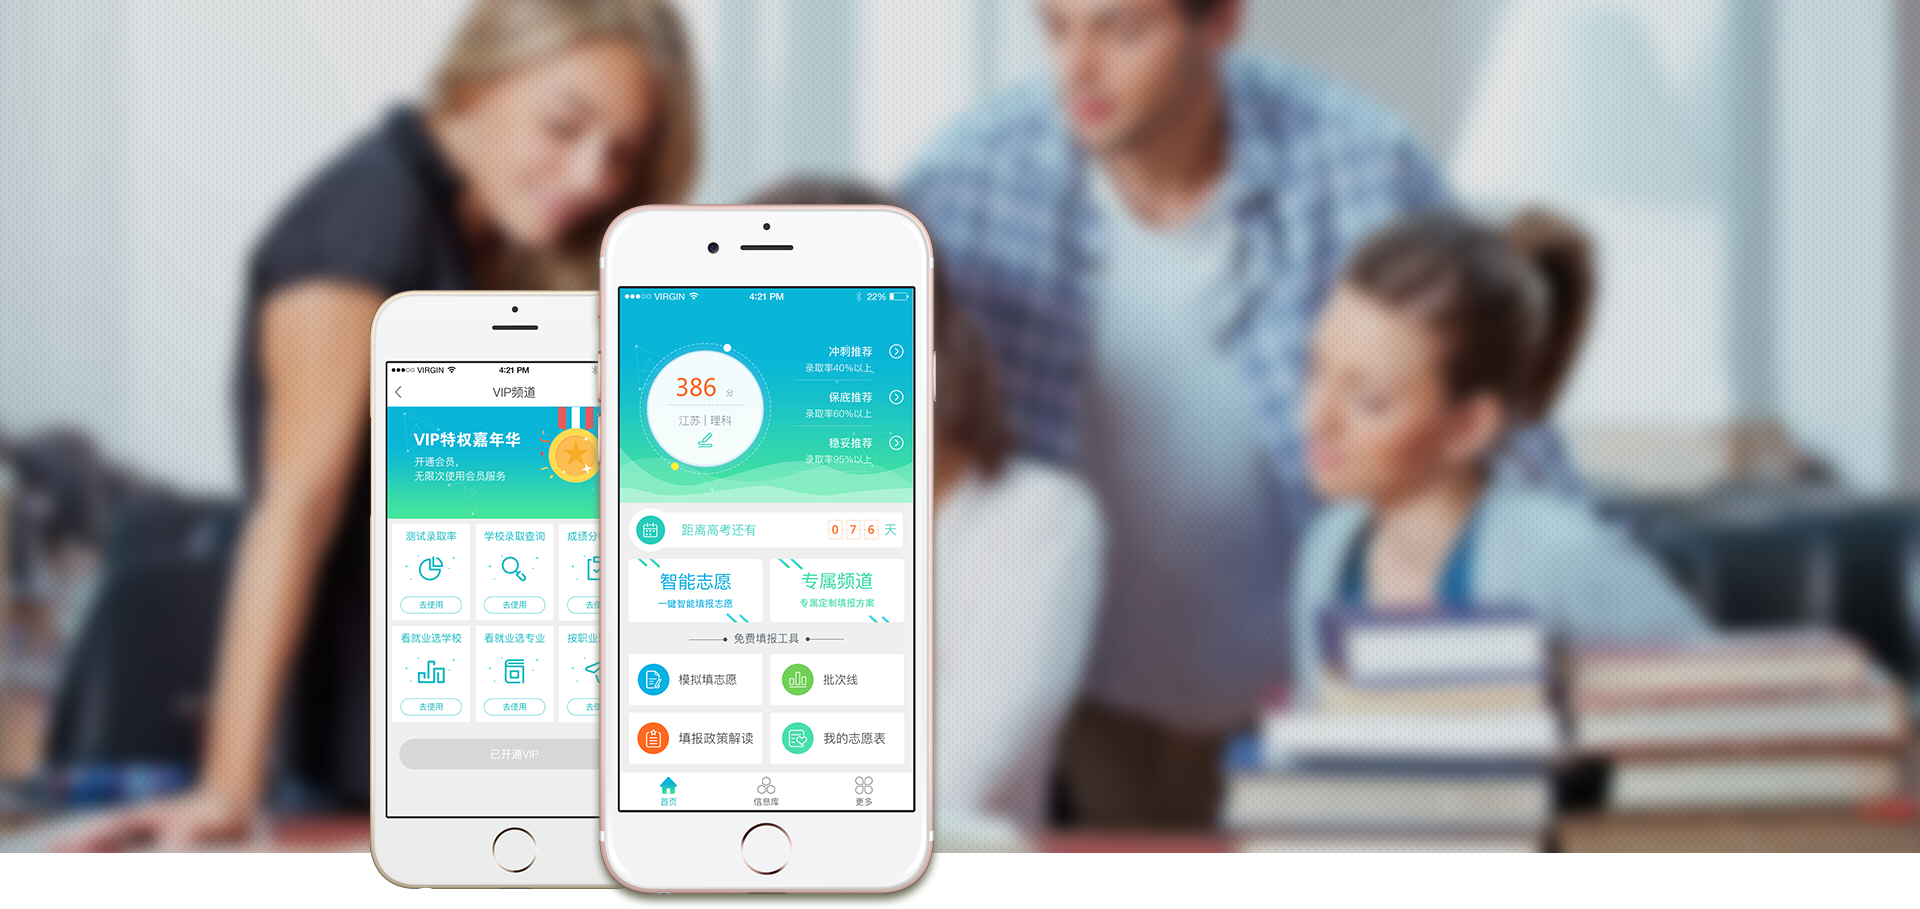 VIRGIN 4:21 PM
VIP频道
VIP特权嘉年华
开通会员，
无限次使用会员服务
测试录取率 学校录取查询 成绩分
去使用 去使用 去使
看就业选学校 看就业选专业 按职业
去使用 去使用 去使
已开通VIP
VIRGIN 4:21 PM 22%
386 分
江苏 | 理科
冲刺推荐
录取率40%以上
保底推荐
录取率60%以上
稳妥推荐
录取率95%以上
距离高考还有 0 7 6 天
智能志愿
一键智能填报志愿
专属频道
专属定制填报方案
免费填报工具
模拟填志愿 批次线
填报政策解读 我的志愿表
首页 信息库 更多